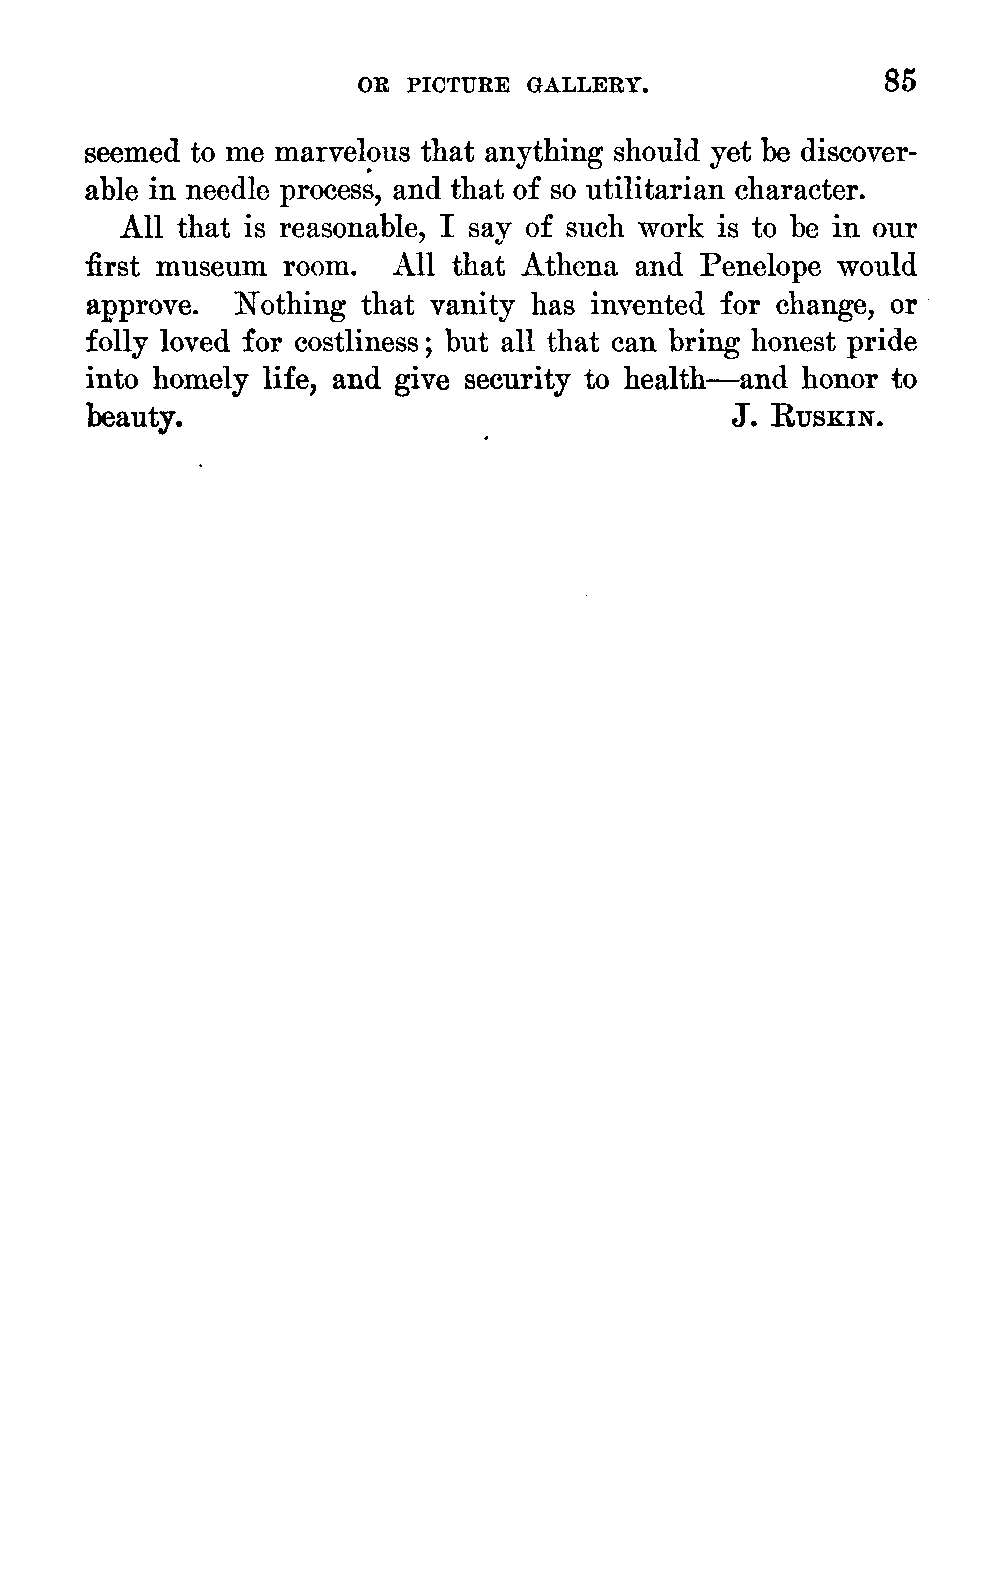 OR PICTURE GALLERY. 85
seemed to me marvelous that anything should yet be discover-
able in needle process, and that of so utilitarian character.
All that is reasonable, I say of such work is to be in our
first museum room. All that Athena and Penelope would
approve. Nothing that vanity has invented for change, or
folly loved for costliness; but all that can bring honest pride
into homely life, and give security to health—and honor to
beauty. J. RUSKIN.